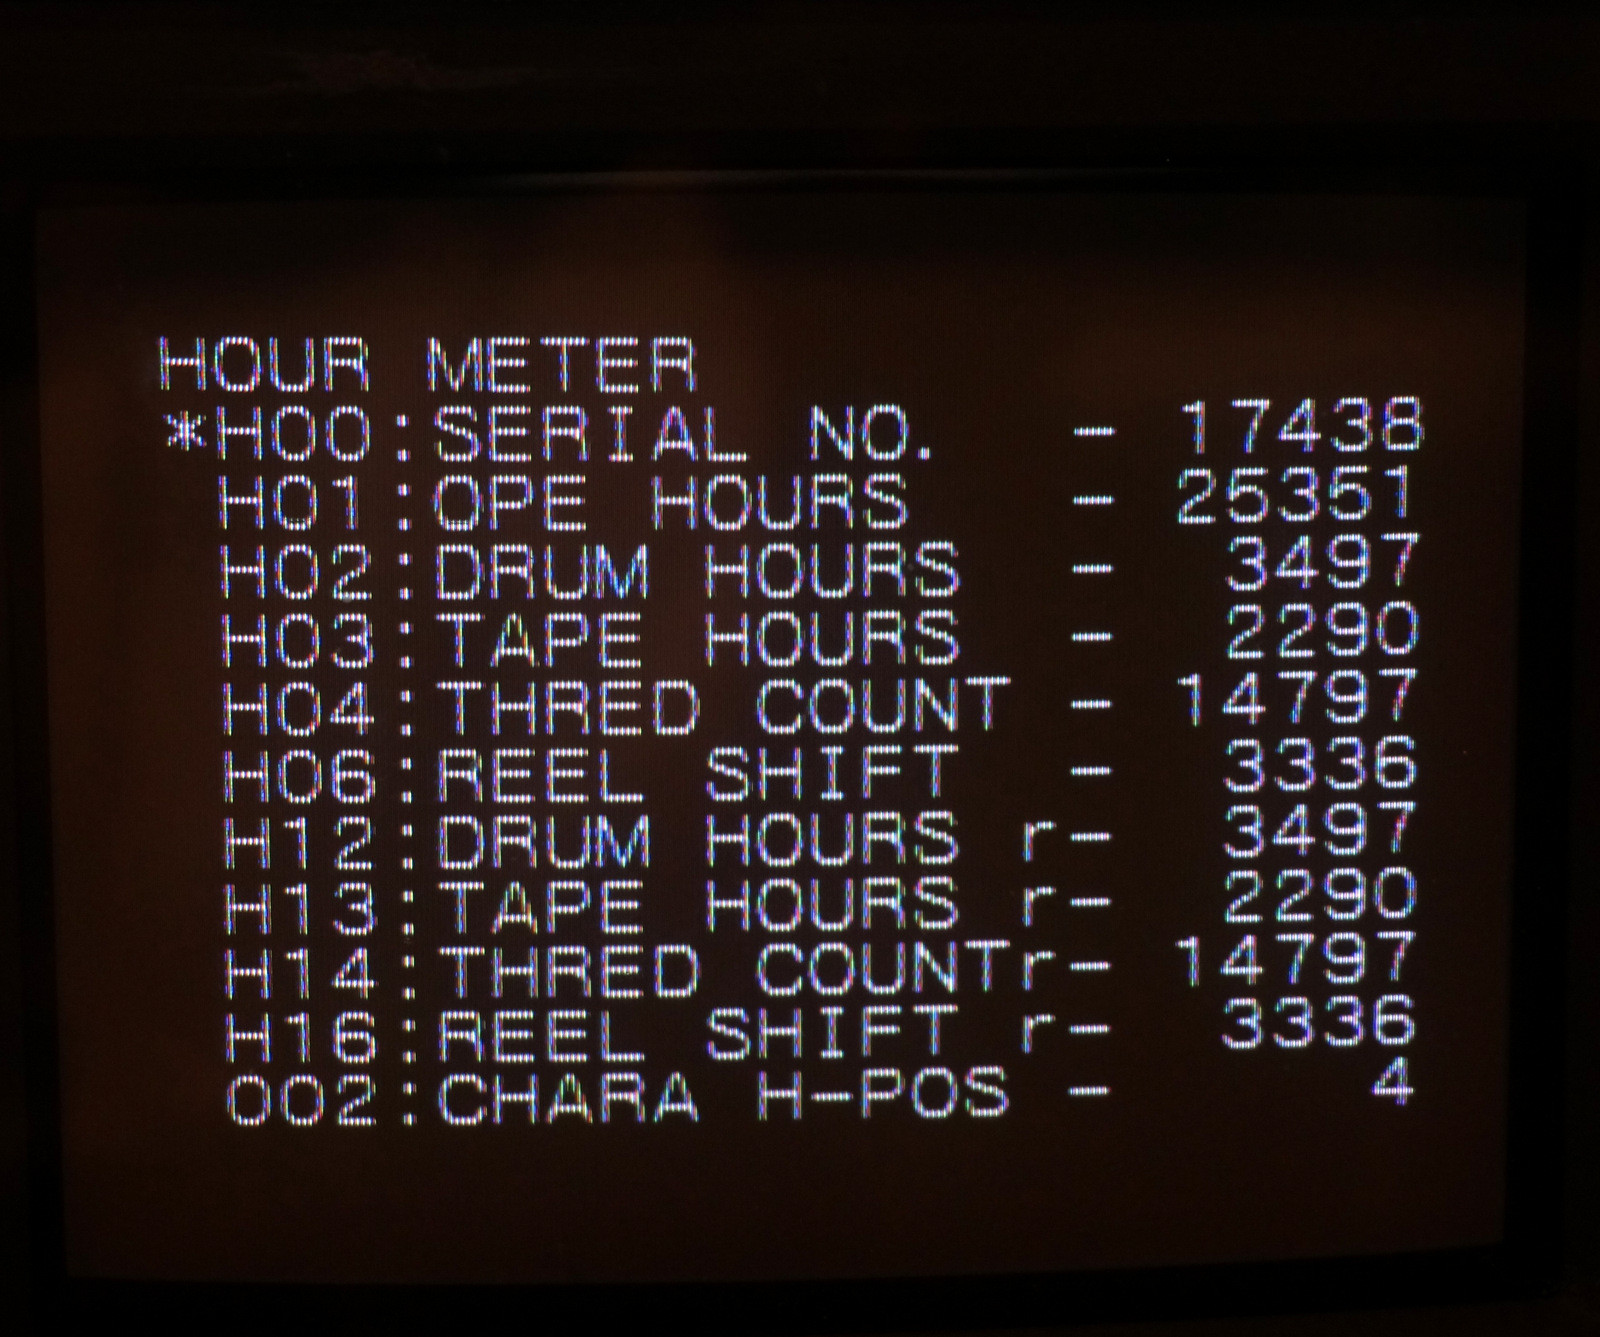 HOUR METER
*H00:SERIAL NO. - 17438
H01:OPE HOURS - 25351
H02:DRUM HOURS - 3497
H03:TAPE HOURS - 2290
H04:THRED COUNT - 14797
H06:REEL SHIFT - 3336
H12:DRUM HOURS r- 3497
H13:TAPE HOURS r- 2290
H14:THRED COUNTr- 14797
H16:REEL SHIFT r- 3336
002:CHARA H-POS - 4